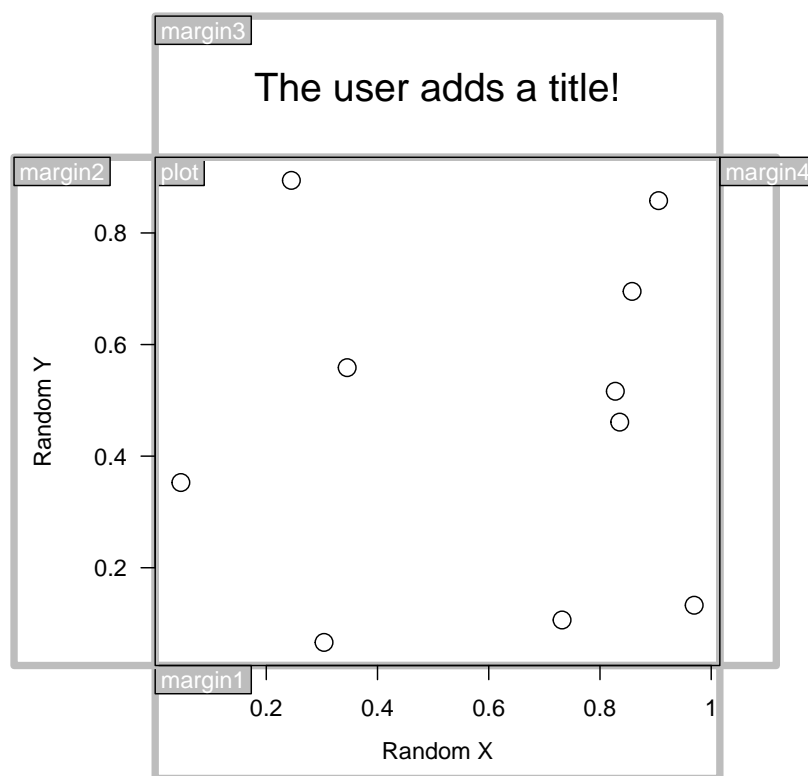 margin3
The user adds a title!
margin2
plot
margin4
0.8
0.6
0.4
0.2
Random Y
margin1
0.2 0.4 0.6 0.8 1
Random X